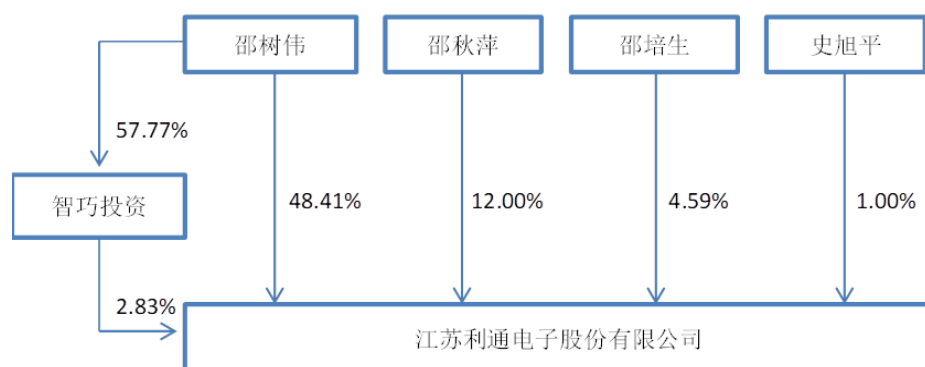 邵树伟
邵秋萍
邵培生
史旭平
57.77%
智巧投资
48.41%
12.00%
4.59%
1.00%
2.83%
江苏利通电子股份有限公司